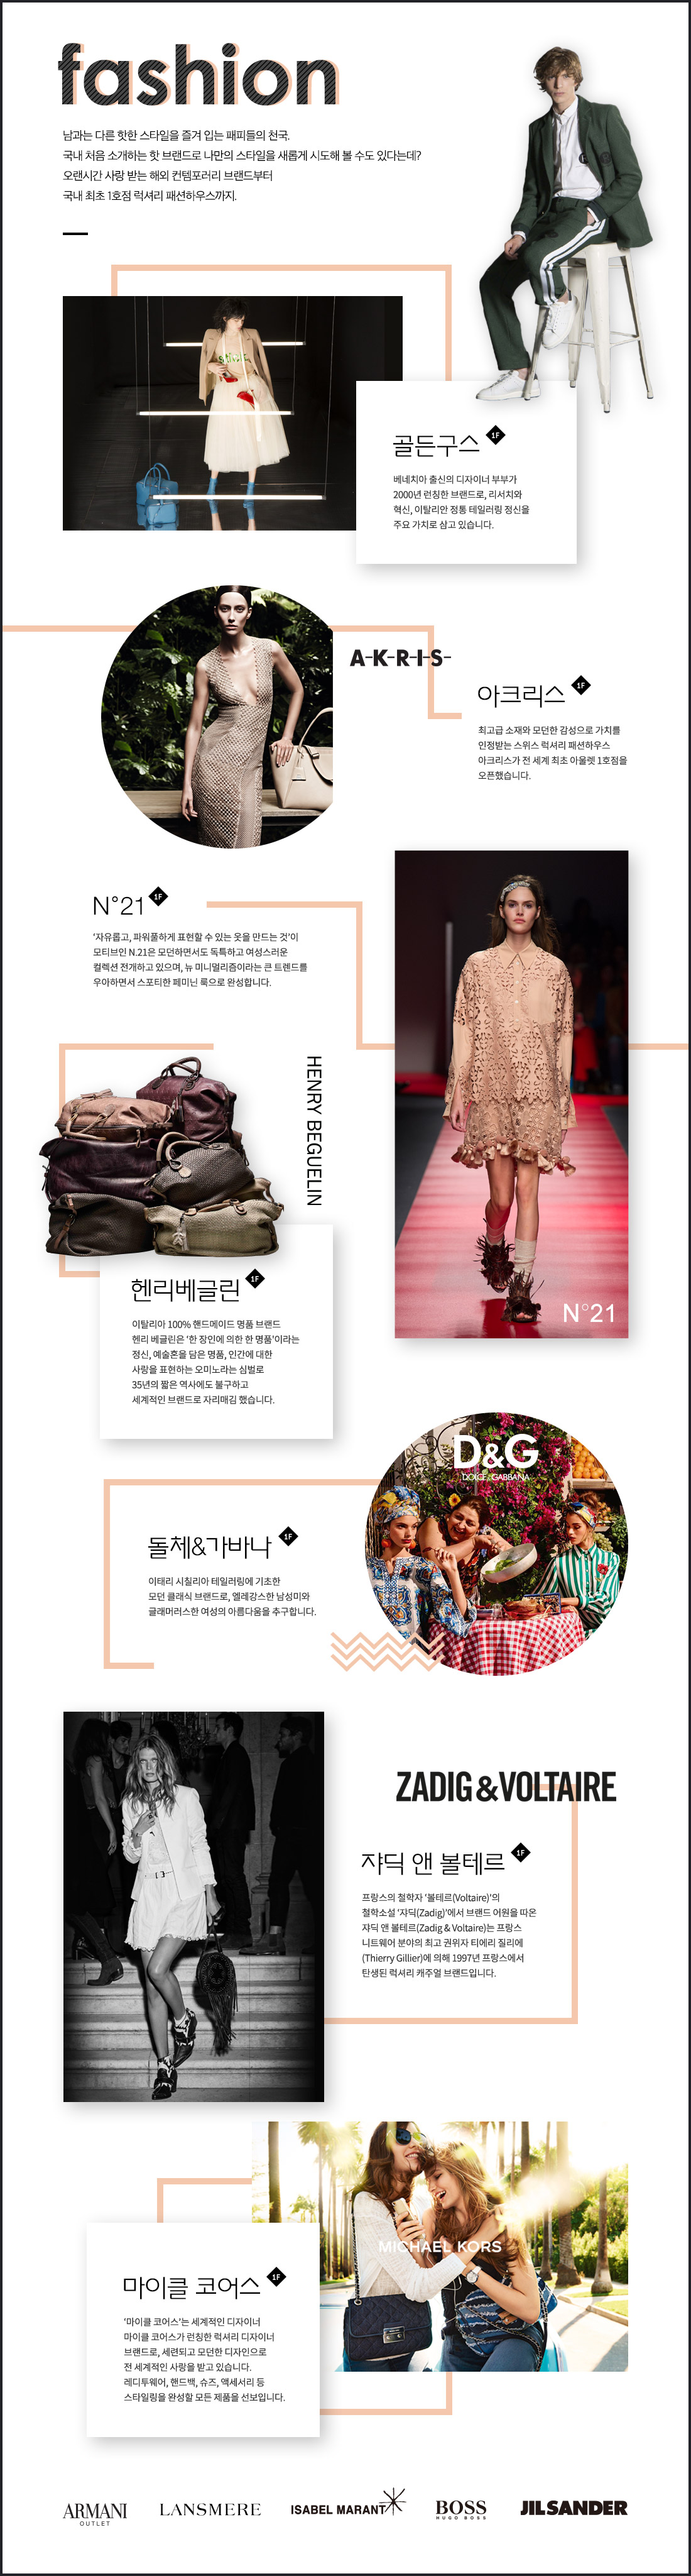 fashion
남과는 다른 핫한 스타일을 즐겨 입는 패피들의 천국.
국내 처음 소개하는 핫 브랜드로 나만의 스타일을 새롭게 시도해 볼 수도 있다는데?
오랜시간 사랑 받는 해외 컨템포러리 브랜드부터
국내 최초 1호점 럭셔리 패션하우스까지.
골든구스 1F
베네치아 출신의 디자이너 부부가
2000년 런칭한 브랜드로, 리서치와
혁신, 이탈리안 정통 테일러링 정신을
주요 가치로 삼고 있습니다.
A-K-R-I-S-
아크리스 1F
최고급 소재와 모던한 감성으로 가치를
인정받는 스위스 럭셔리 패션하우스
아크리스가 전 세계 최초 아울렛 1호점을
오픈했습니다.
N°21 1F
'자유롭고, 파워풀하게 표현할 수 있는 옷을 만드는 것'이
모티브인 N.21은 모던하면서도 독특하고 여성스러운
컬렉션 전개하고 있으며, 뉴 미니멀리즘이라는 큰 트렌드를
우아하면서 스포티한 페미닌 룩으로 완성합니다.
N°21
HENRY BEGUELIN
헨리베글린 1F
이탈리아 100% 핸드메이드 명품 브랜드
헨리 베글린은 '한 장인에 의한 한 명품'이라는
정신, 예술혼을 담은 명품, 인간에 대한
사랑을 표현하는 오미노라는 심벌로
35년의 짧은 역사에도 불구하고
세계적인 브랜드로 자리매김 했습니다.
D&G
DOLCE&GABBANA
돌체&가바나 1F
이태리 시칠리아 테일러링에 기초한
모던 클래식 브랜드로, 엘레강스한 남성미와
글래머러스한 여성의 아름다움을 추구합니다.
ZADIG & VOLTAIRE
쟈딕 앤 볼테르 1F
프랑스의 철학자 '볼테르(Voltaire)'의
철학소설 '쟈딕(Zadig)'에서 브랜드 어원을 따온
쟈딕 앤 볼테르(Zadig & Voltaire)는 프랑스
니트웨어 분야의 최고 권위자 티에리 질리에
(Thierry Gillier)에 의해 1997년 프랑스에서
탄생된 럭셔리 캐주얼 브랜드입니다.
MICHAEL KORS
마이클 코어스 1F
'마이클 코어스'는 세계적인 디자이너
마이클 코어스가 런칭한 럭셔리 디자이너
브랜드로, 세련되고 모던한 디자인으로
전 세계적인 사랑을 받고 있습니다.
레디투웨어, 핸드백, 슈즈, 액세서리 등
스타일링을 완성할 모든 제품을 선보입니다.
ARMANI
OUTLET
LANSMERE
ISABEL MARANT
BOSS
HUGO BOSS
JIL SANDER